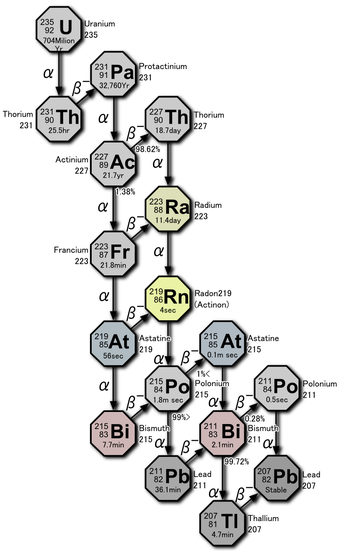 235
92 U
704Milion
Yr
Uranium
235
α
β⁻
231
91 Pa
32,760Yr
Protactinium
231
Thorium
231
231
90 Th
25.5hr
α
β⁻
227
90 Th
18.7day
Thorium
227
98.62%
Actinium
227
227
89 Ac
21.7yr
α
1.38%
α
β⁻
223
88 Ra
11.4day
Radium
223
Francium
223
223
87 Fr
21.8min
α
α
β⁻
219
86 Rn
4sec
Radon219
(Actinon)
219
85 At
56sec
Astatine
219
α
β⁻
215
85 At
0.1m sec
Astatine
215
1%<
α
β⁻
215
84 Po
1.8m sec
Polonium
215
99%>
α
α
β⁻
211
84 Po
0.5sec
Polonium
211
0.28%
215
83 Bi
7.7min
Bismuth
215
α
β⁻
211
83 Bi
2.1min
Bismuth
211
99.72%
α
α
211
82 Pb
36.1min
Lead
211
β⁻
207
82 Pb
Stable
Lead
207
207
81 Tl
4.7min
Thallium
207